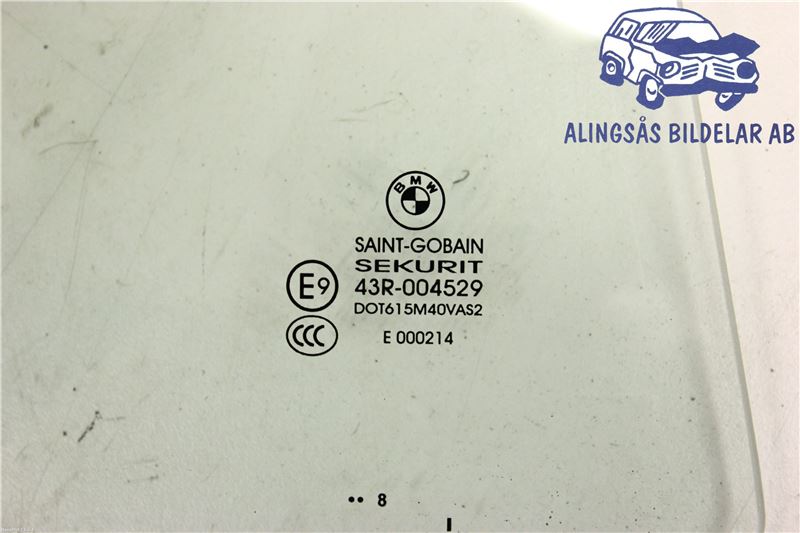 ALINGSÅS BILDELAR AB
BMW
SAINT-GOBAIN
SEKURIT
E9 43R-004529
DOT615M40VAS2
CCC E 000214
•• 8